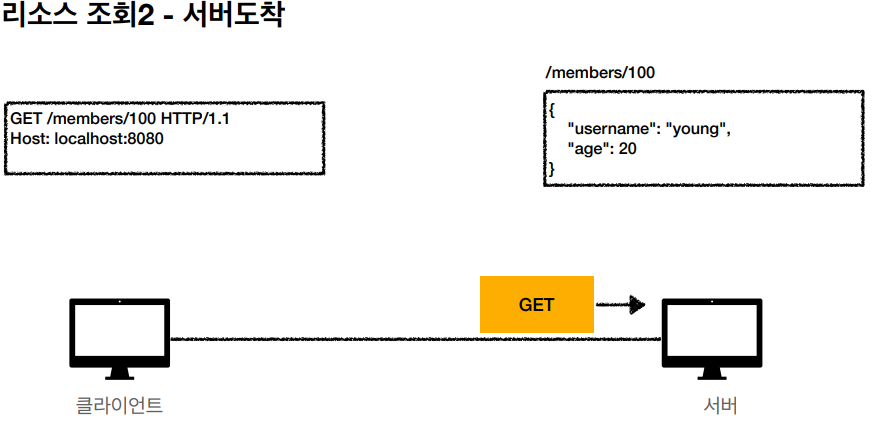 리소스 조회2 - 서버도착
GET /members/100 HTTP/1.1
Host: localhost:8080
/members/100
{
"username": "young",
"age": 20
}
GET
클라이언트
서버